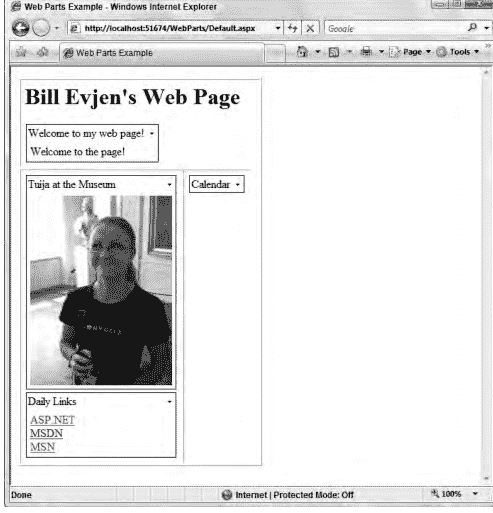 Web Parts Example - Windows Internet Explorer
http://localhost:51674/WebParts/Default.aspx
Google
Web Parts Example
Page
Tools
Bill Evjen's Web Page
Welcome to my web page!
Welcome to the page!
Tuija at the Museum
Calendar
Daily Links
ASP.NET
MSDN
MSN
Done
Internet | Protected Mode: Off
100%